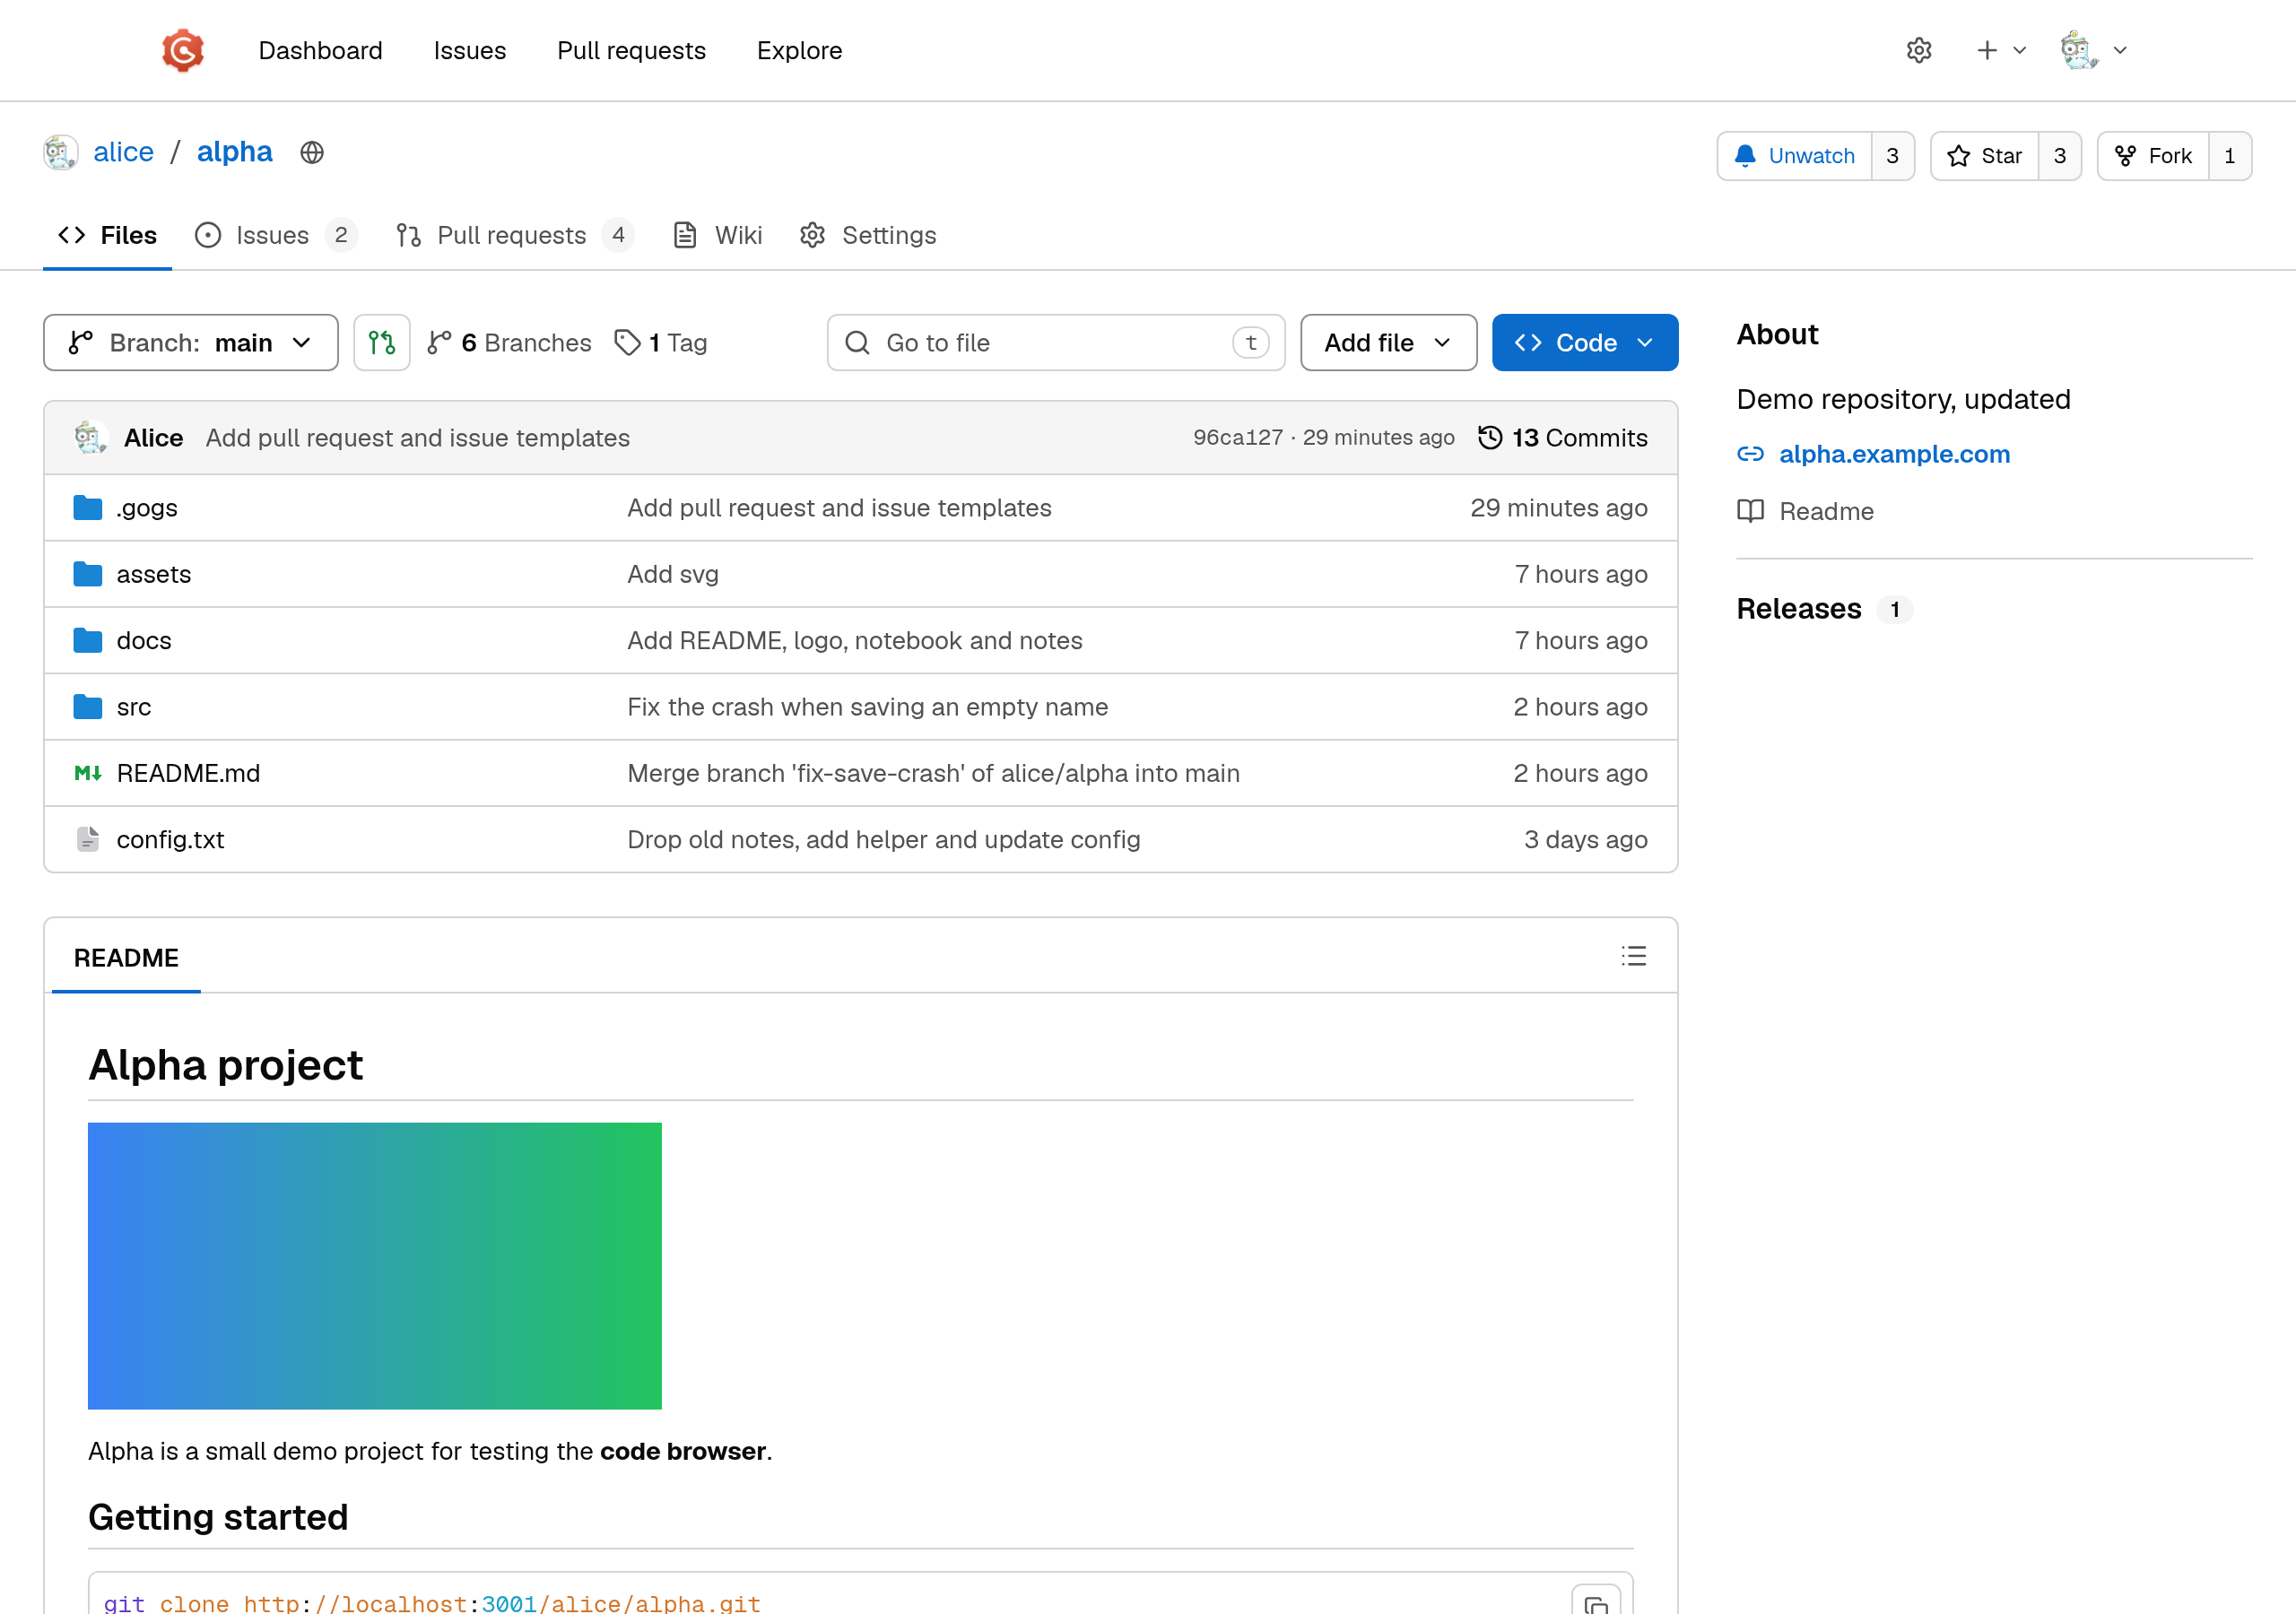 Dashboard Issues Pull requests Explore
alice / alpha
Unwatch 3 Star 3 Fork 1
Files Issues 2 Pull requests 4 Wiki Settings
Branch: main 6 Branches 1 Tag Go to file t Add file Code
Alice Add pull request and issue templates 96ca127 · 29 minutes ago 13 Commits
.gogs Add pull request and issue templates 29 minutes ago
assets Add svg 7 hours ago
docs Add README, logo, notebook and notes 7 hours ago
src Fix the crash when saving an empty name 2 hours ago
README.md Merge branch 'fix-save-crash' of alice/alpha into main 2 hours ago
config.txt Drop old notes, add helper and update config 3 days ago
About
Demo repository, updated
alpha.example.com
Readme
Releases 1
README
Alpha project
Alpha is a small demo project for testing the code browser.
Getting started
git clone http://localhost:3001/alice/alpha.git